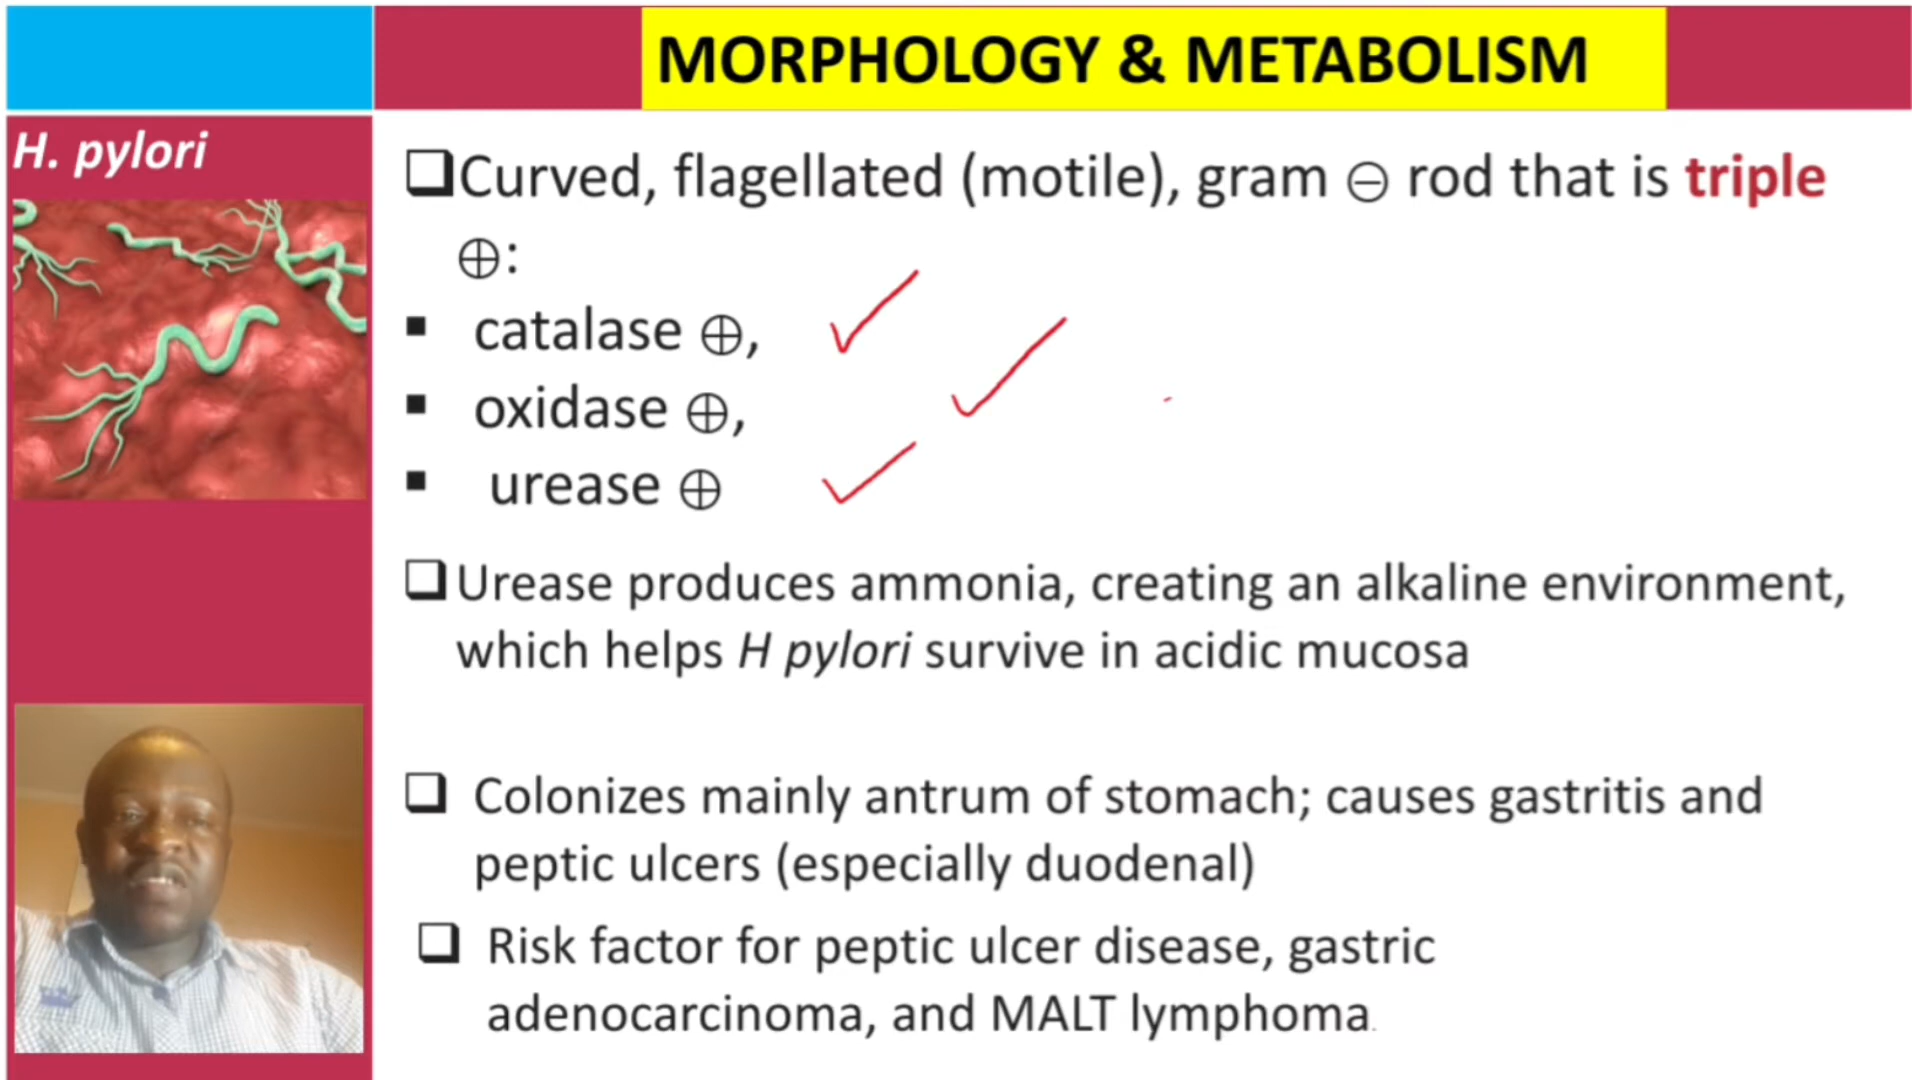 MORPHOLOGY & METABOLISM
H. pylori
❑Curved, flagellated (motile), gram ⊖ rod that is triple
⊕:
▪ catalase ⊕,
▪ oxidase ⊕,
▪ urease ⊕
❑Urease produces ammonia, creating an alkaline environment,
which helps H pylori survive in acidic mucosa
❑ Colonizes mainly antrum of stomach; causes gastritis and
peptic ulcers (especially duodenal)
❑ Risk factor for peptic ulcer disease, gastric
adenocarcinoma, and MALT lymphoma.